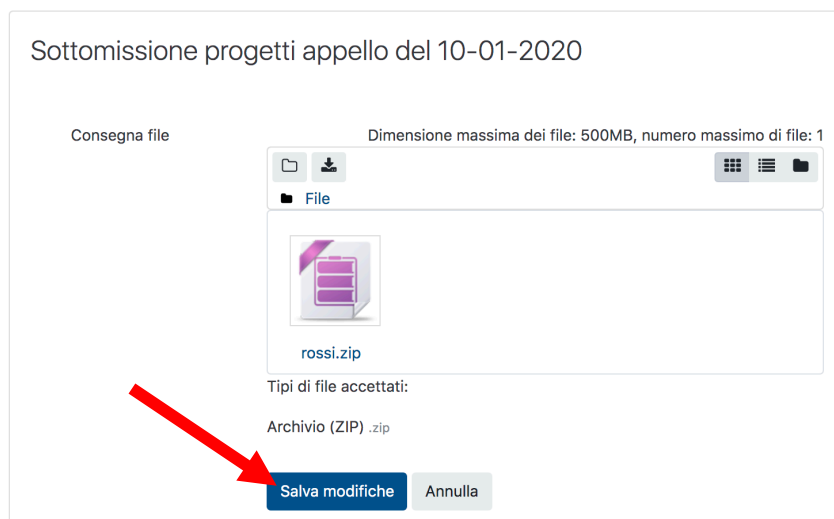 Sottomissione progetti appello del 10-01-2020
Consegna file
Dimensione massima dei file: 500MB, numero massimo di file: 1
File
rossi.zip
Tipi di file accettati:
Archivio (ZIP) .zip
Salva modifiche
Annulla